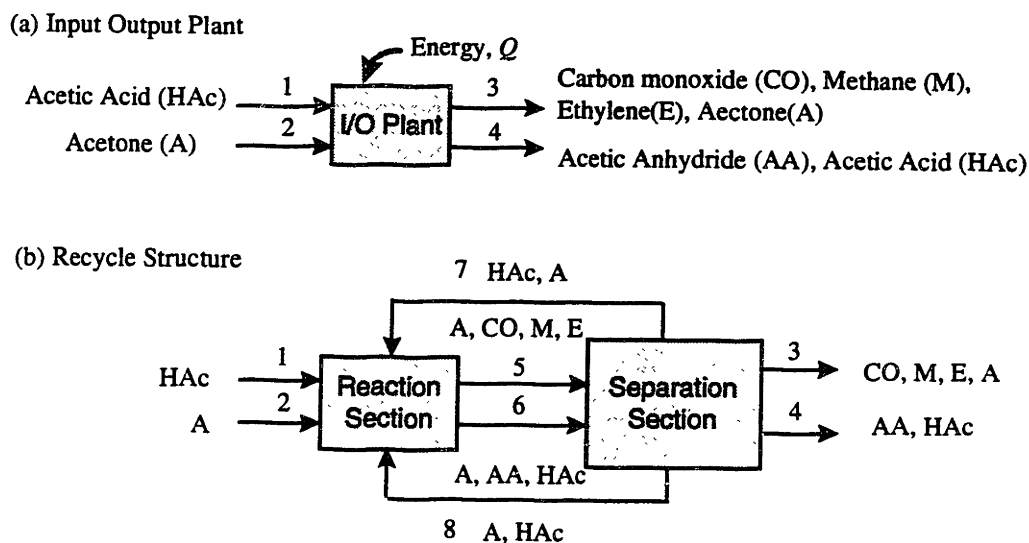 (a) Input Output Plant
Energy, Q
Acetic Acid (HAc)
1
Acetone (A)
2
I/O Plant
3
Carbon monoxide (CO), Methane (M),
Ethylene(E), Aectone(A)
4
Acetic Anhydride (AA), Acetic Acid (HAc)
(b) Recycle Structure
7 HAc, A
A, CO, M, E
HAc
1
A
2
Reaction
Section
5
6
Separation
Section
3
CO, M, E, A
4
AA, HAc
A, AA, HAc
8 A, HAc